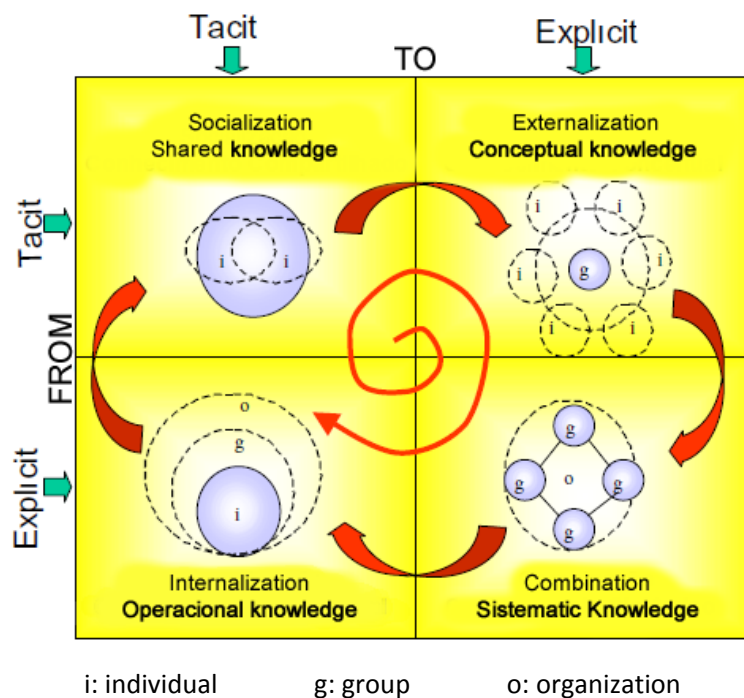 Tacit
Explicit
TO
Socialization
Shared knowledge
Externalization
Conceptual knowledge
Tacit
FROM
Explicit
i
i
i
i
i
i
i
i
g
o
g
i
g
g
o
g
g
Internalization
Operacional knowledge
Combination
Sistematic Knowledge
i: individual g: group o: organization